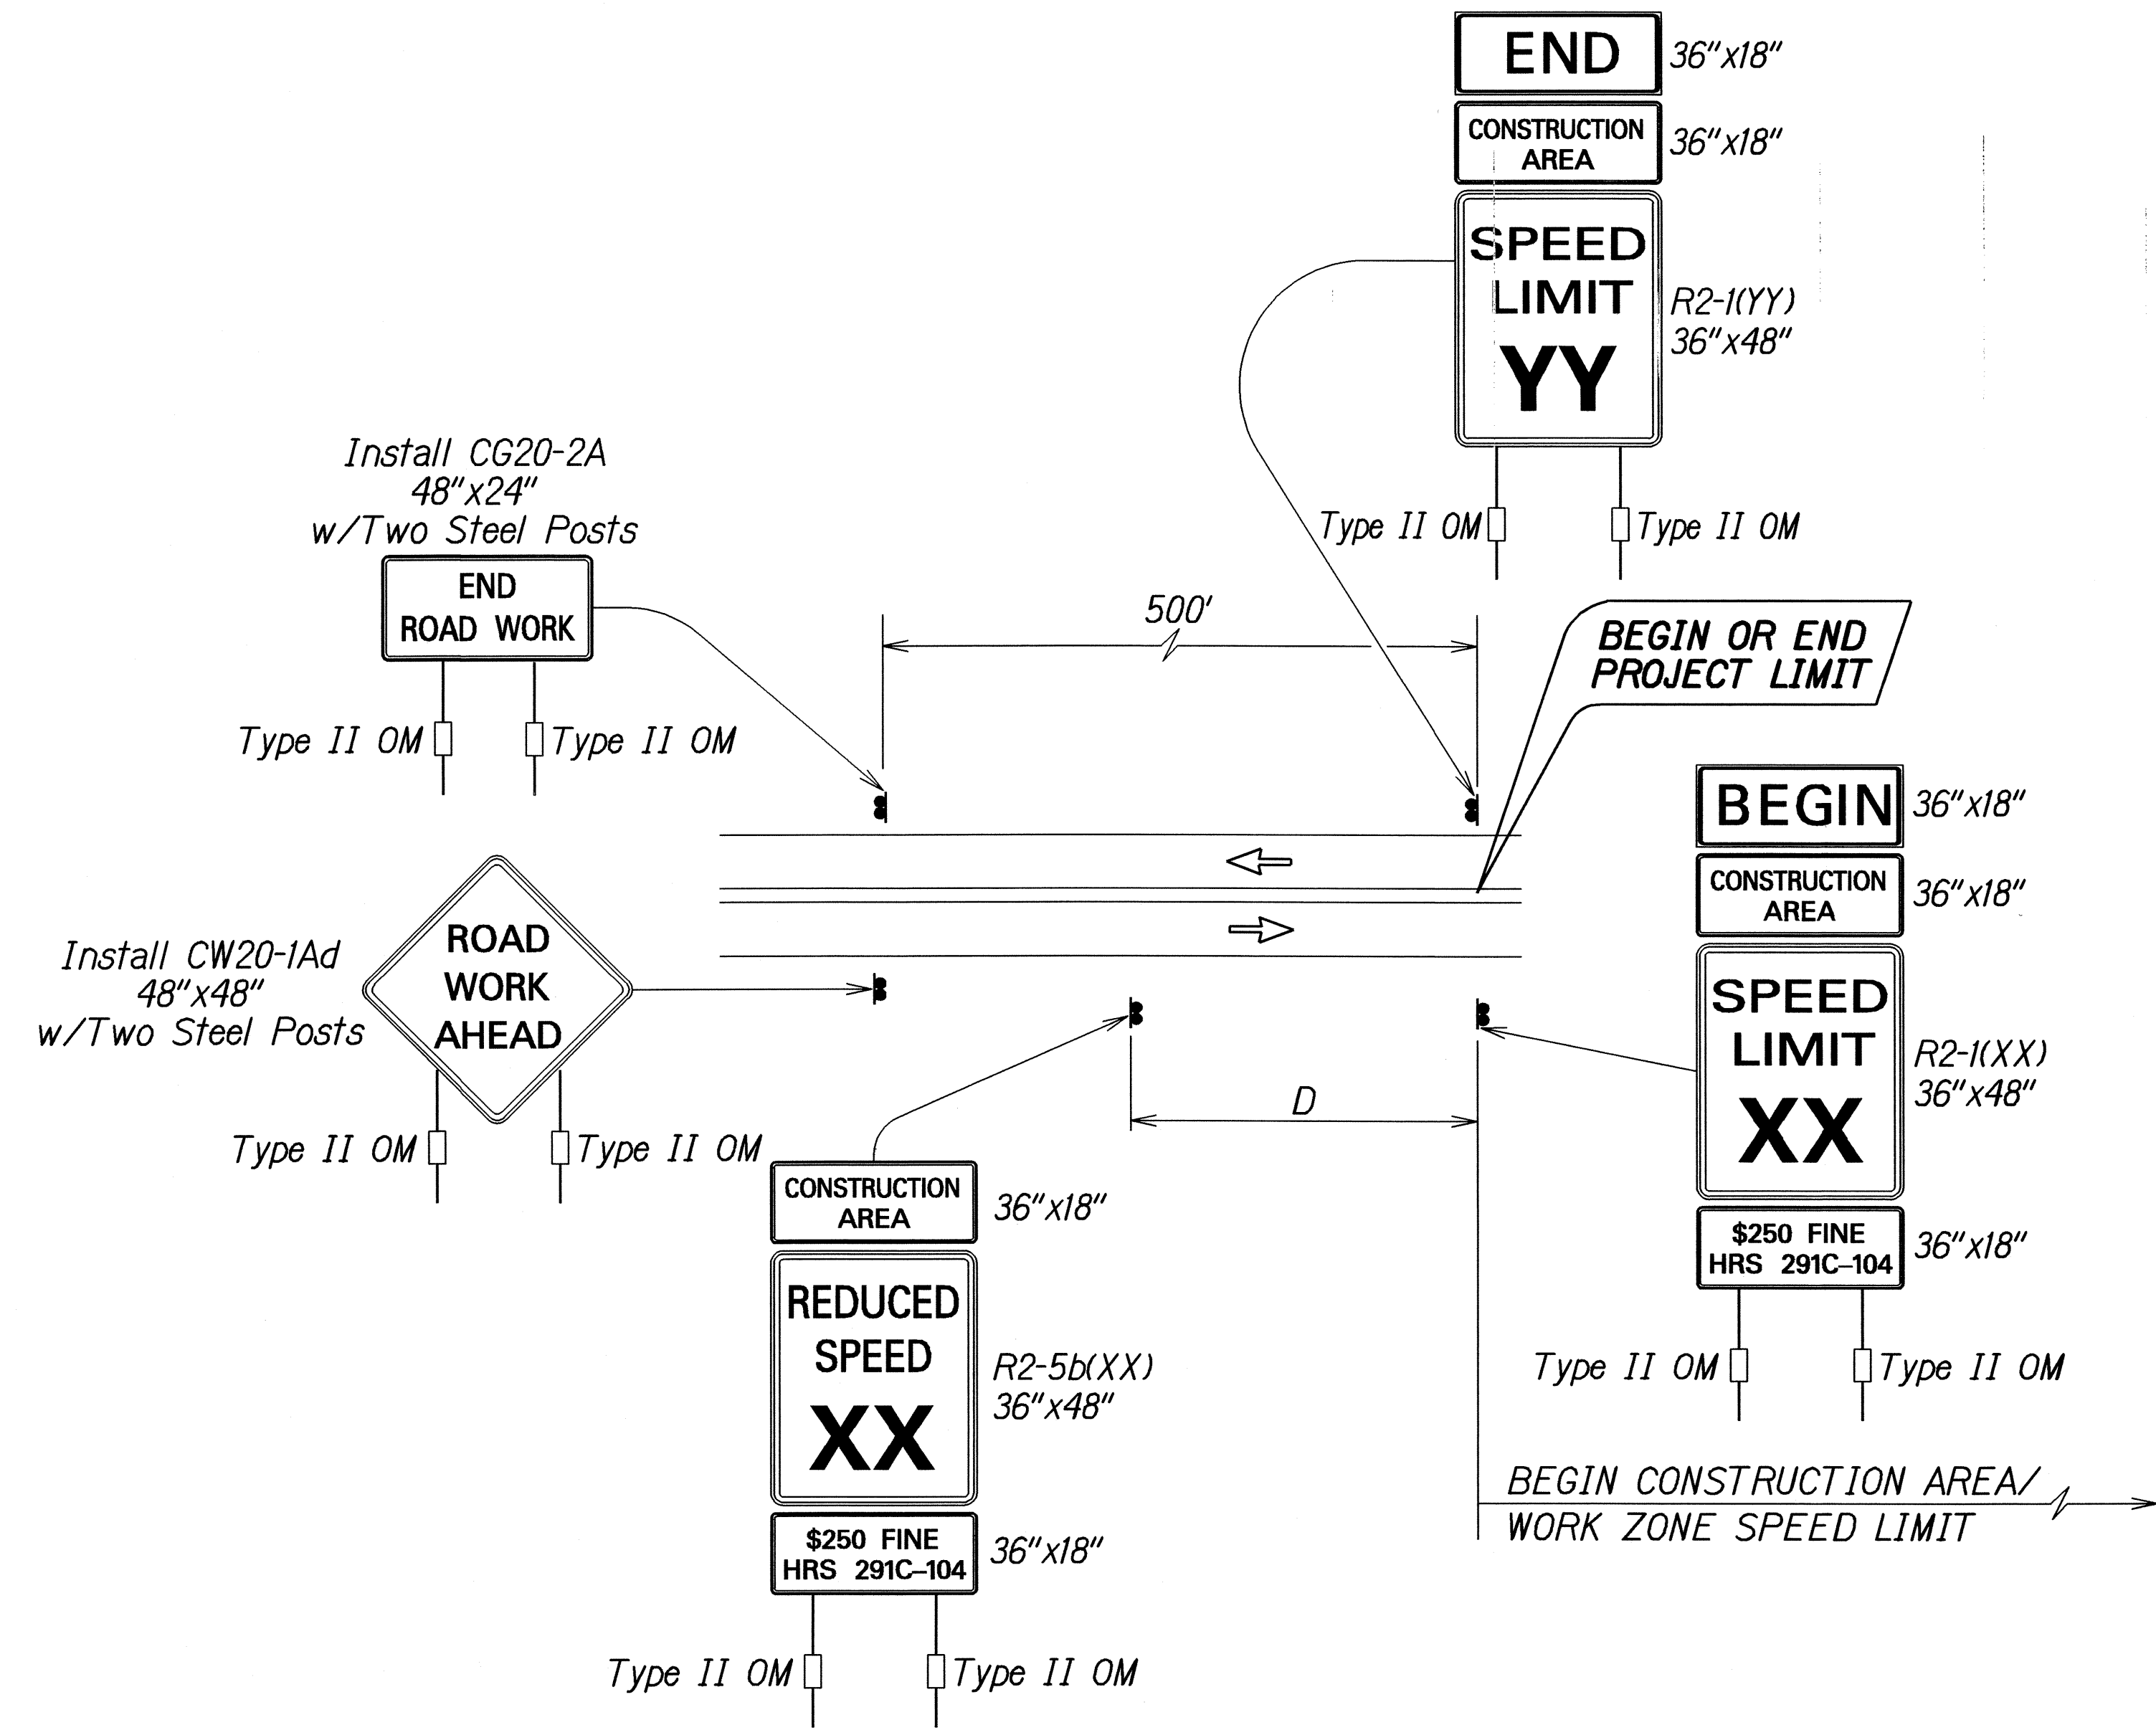 END
36"x18"
CONSTRUCTION
AREA
36"x18"
SPEED
LIMIT
YY
R2-1(YY)
36"x48"
Type II OM
Type II OM
Install CG20-2A
48"x24"
w/Two Steel Posts
END
ROAD WORK
Type II OM
Type II OM
500'
BEGIN OR END
PROJECT LIMIT
BEGIN
36"x18"
CONSTRUCTION
AREA
36"x18"
SPEED
LIMIT
XX
R2-1(XX)
36"x48"
$250 FINE
HRS 291C–104
36"x18"
Type II OM
Type II OM
Install CW20-1Ad
48"x48"
w/Two Steel Posts
ROAD
WORK
AHEAD
Type II OM
Type II OM
D
CONSTRUCTION
AREA
36"x18"
REDUCED
SPEED
XX
R2-5b(XX)
36"x48"
$250 FINE
HRS 291C–104
36"x18"
Type II OM
Type II OM
BEGIN CONSTRUCTION AREA/
WORK ZONE SPEED LIMIT